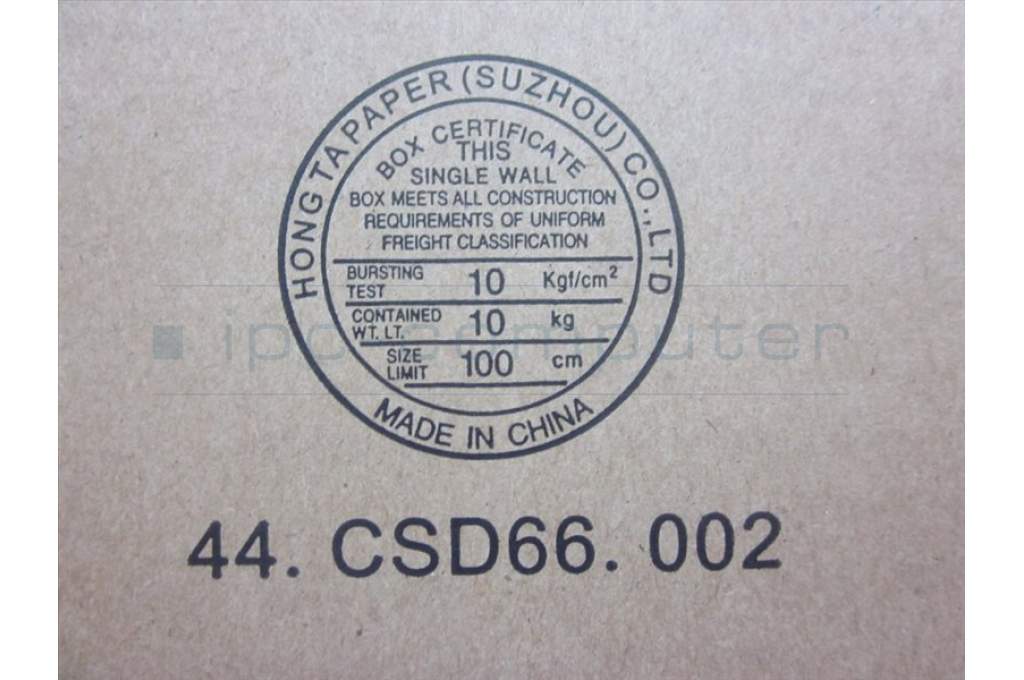 HONG TA PAPER (SUZHOU) CO., LTD
BOX CERTIFICATE
THIS
SINGLE WALL
BOX MEETS ALL CONSTRUCTION
REQUIREMENTS OF UNIFORM
FREIGHT CLASSIFICATION
BURSTING TEST 10 Kgf/cm²
CONTAINED WT. LT. 10 kg
SIZE LIMIT 100 cm
MADE IN CHINA
ipc-computer
44. CSD66. 002